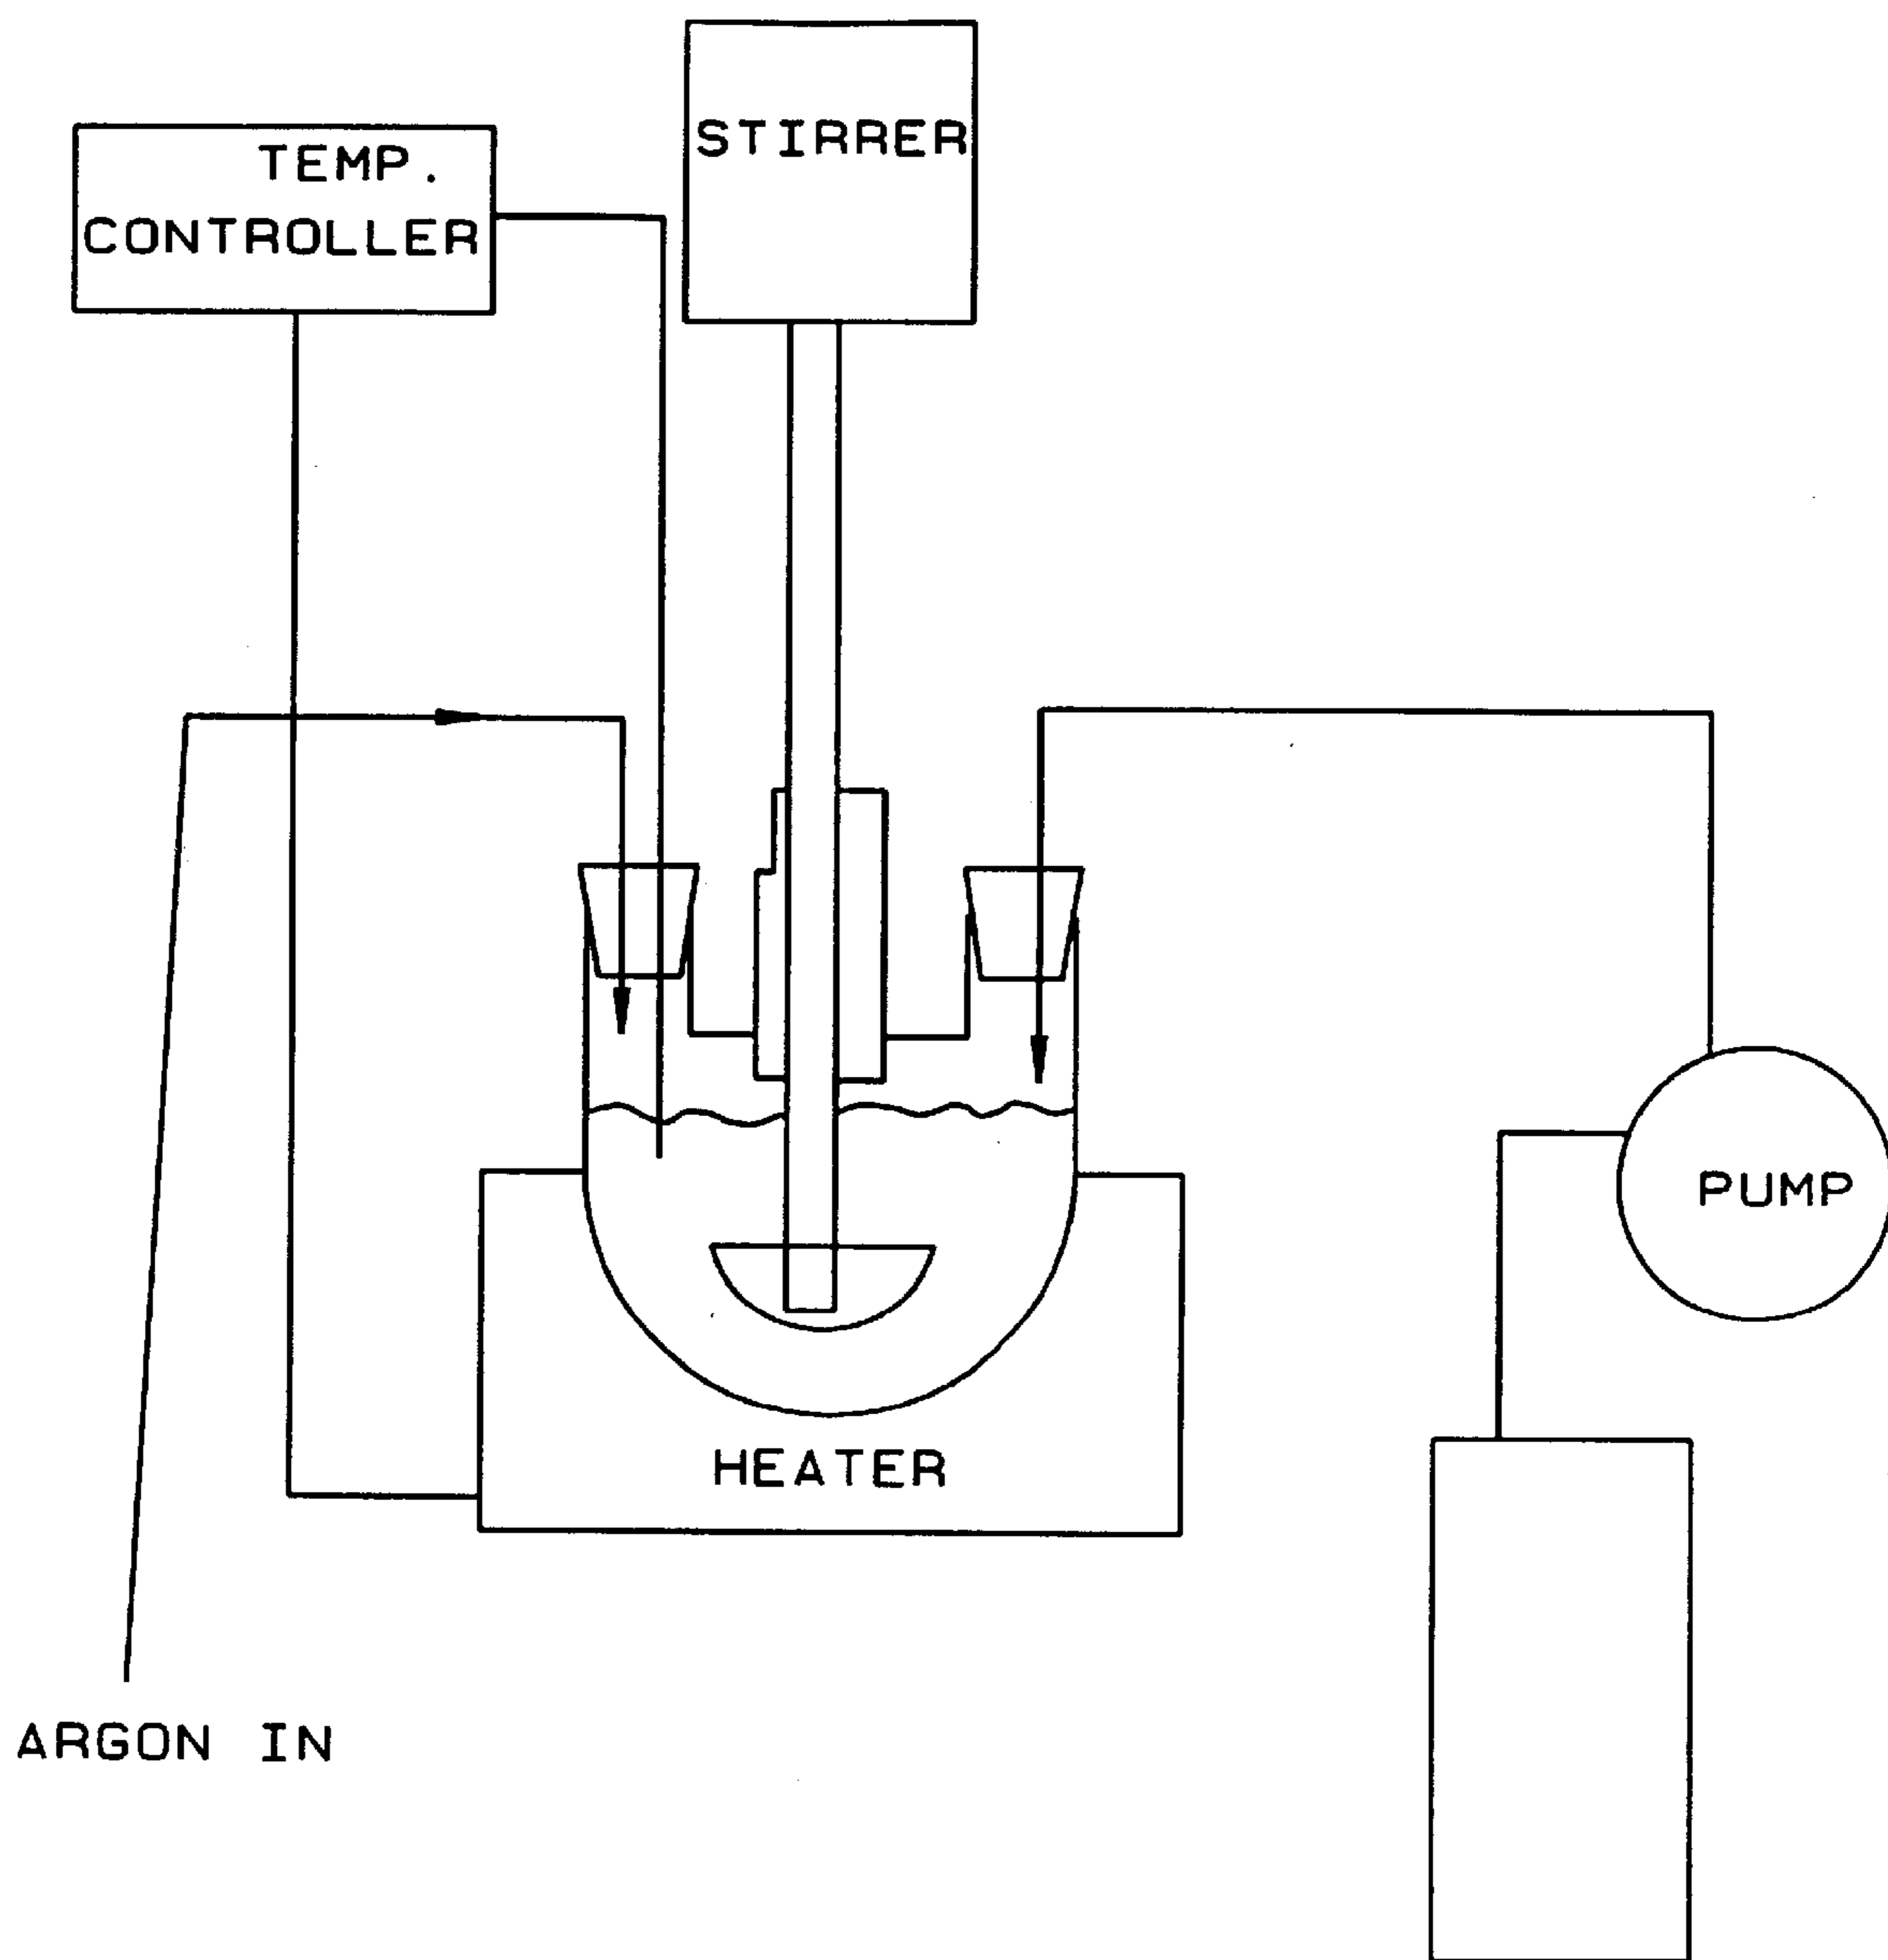 STIRRER
TEMP.
CONTROLLER
PUMP
HEATER
ARGON IN